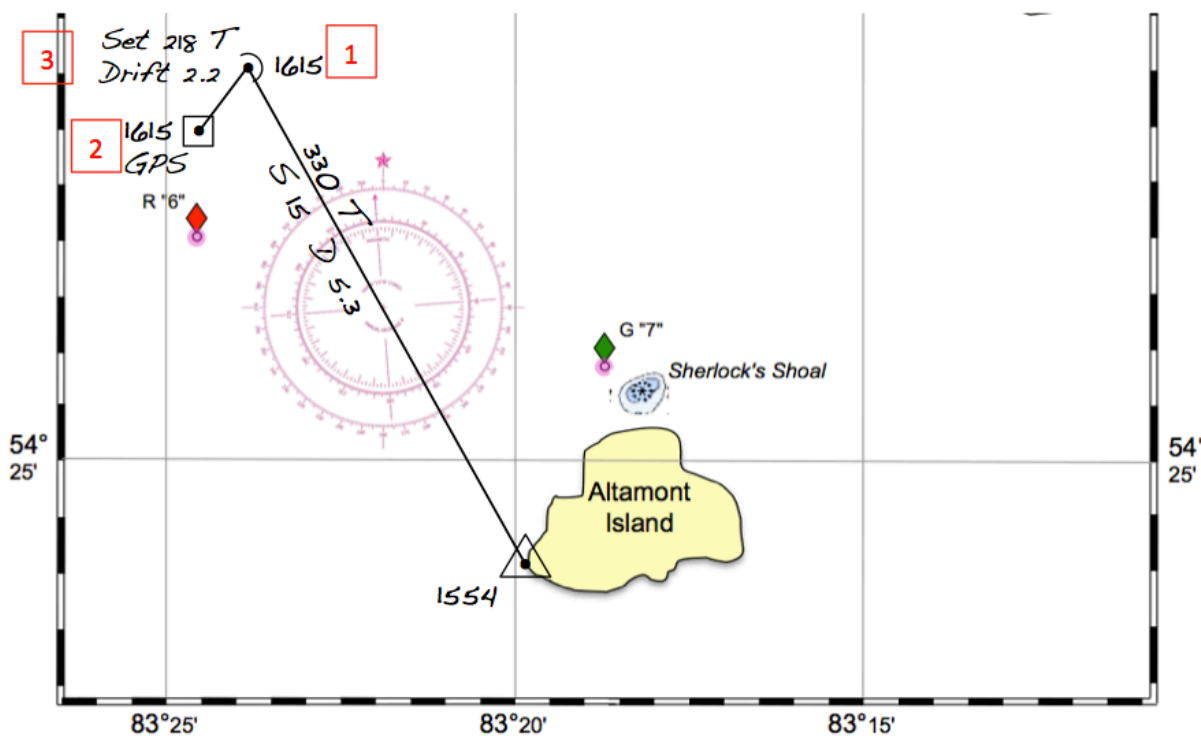 3
Set 218 T
Drift 2.2
1615
1
2
1615
GPS
330 T
S 15 D 5.3
R "6"
G "7"
Sherlock's Shoal
54°
25'
54°
25'
Altamont
Island
1554
83°25'
83°20'
83°15'